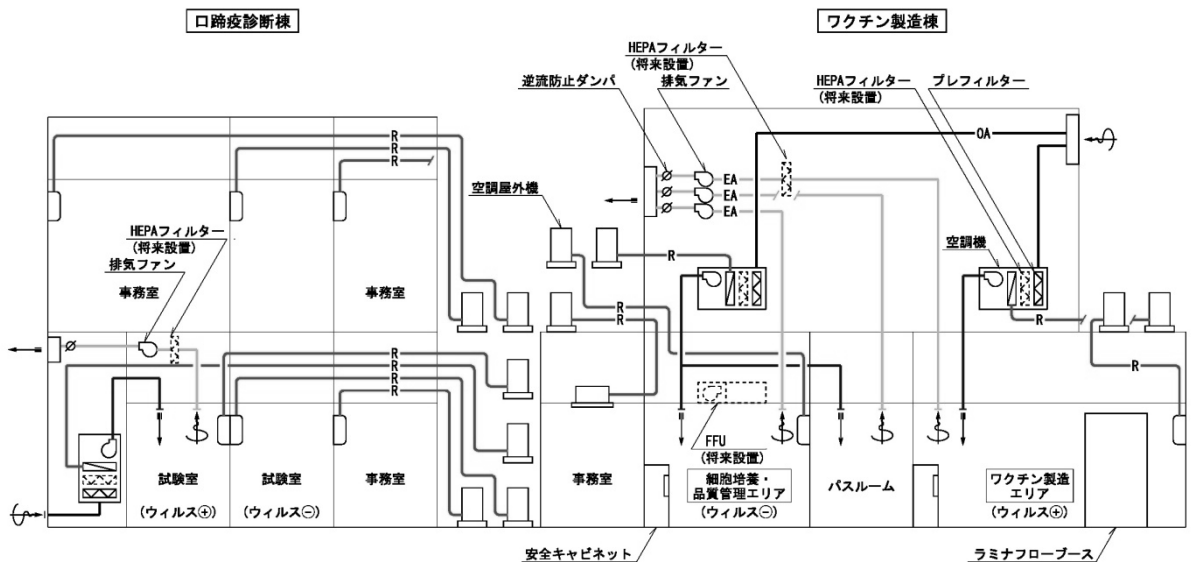 口蹄疫診断棟
ワクチン製造棟
HEPAフィルター
(将来設置)
逆流防止ダンパ
排気ファン
HEPAフィルター
(将来設置)
プレフィルター
R
R
R
OA
EA
EA
EA
空調屋外機
HEPAフィルター
(将来設置)
排気ファン
事務室
事務室
空調機
R
R
R
R
R
R
R
R
R
R
FFU
(将来設置)
試験室
(ウィルス⊕)
試験室
(ウィルス⊖)
事務室
事務室
細胞培養・
品質管理エリア
(ウィルス⊖)
パスルーム
ワクチン製造
エリア
(ウィルス⊕)
安全キャビネット
ラミナフローブース